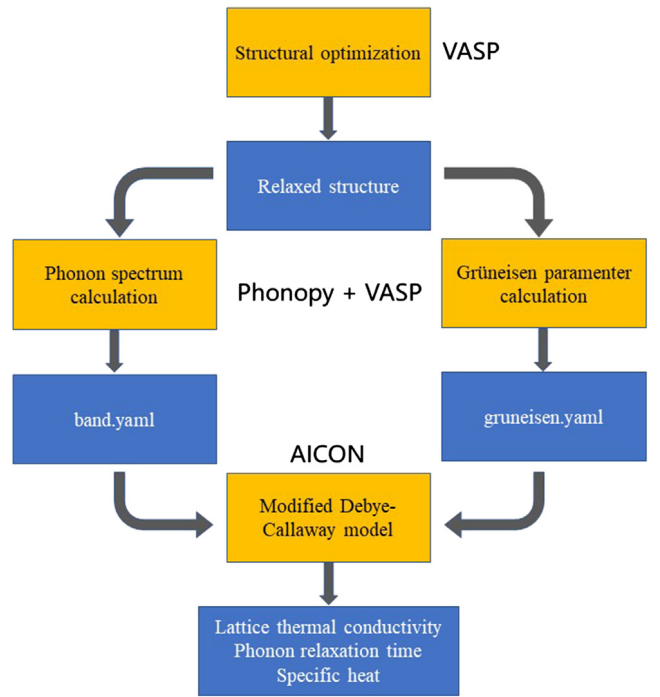 Structural optimization
VASP
Relaxed structure
Phonon spectrum
calculation
Phonopy + VASP
Grüneisen paramenter
calculation
band.yaml
gruneisen.yaml
AICON
Modified Debye-
Callaway model
Lattice thermal conductivity
Phonon relaxation time
Specific heat